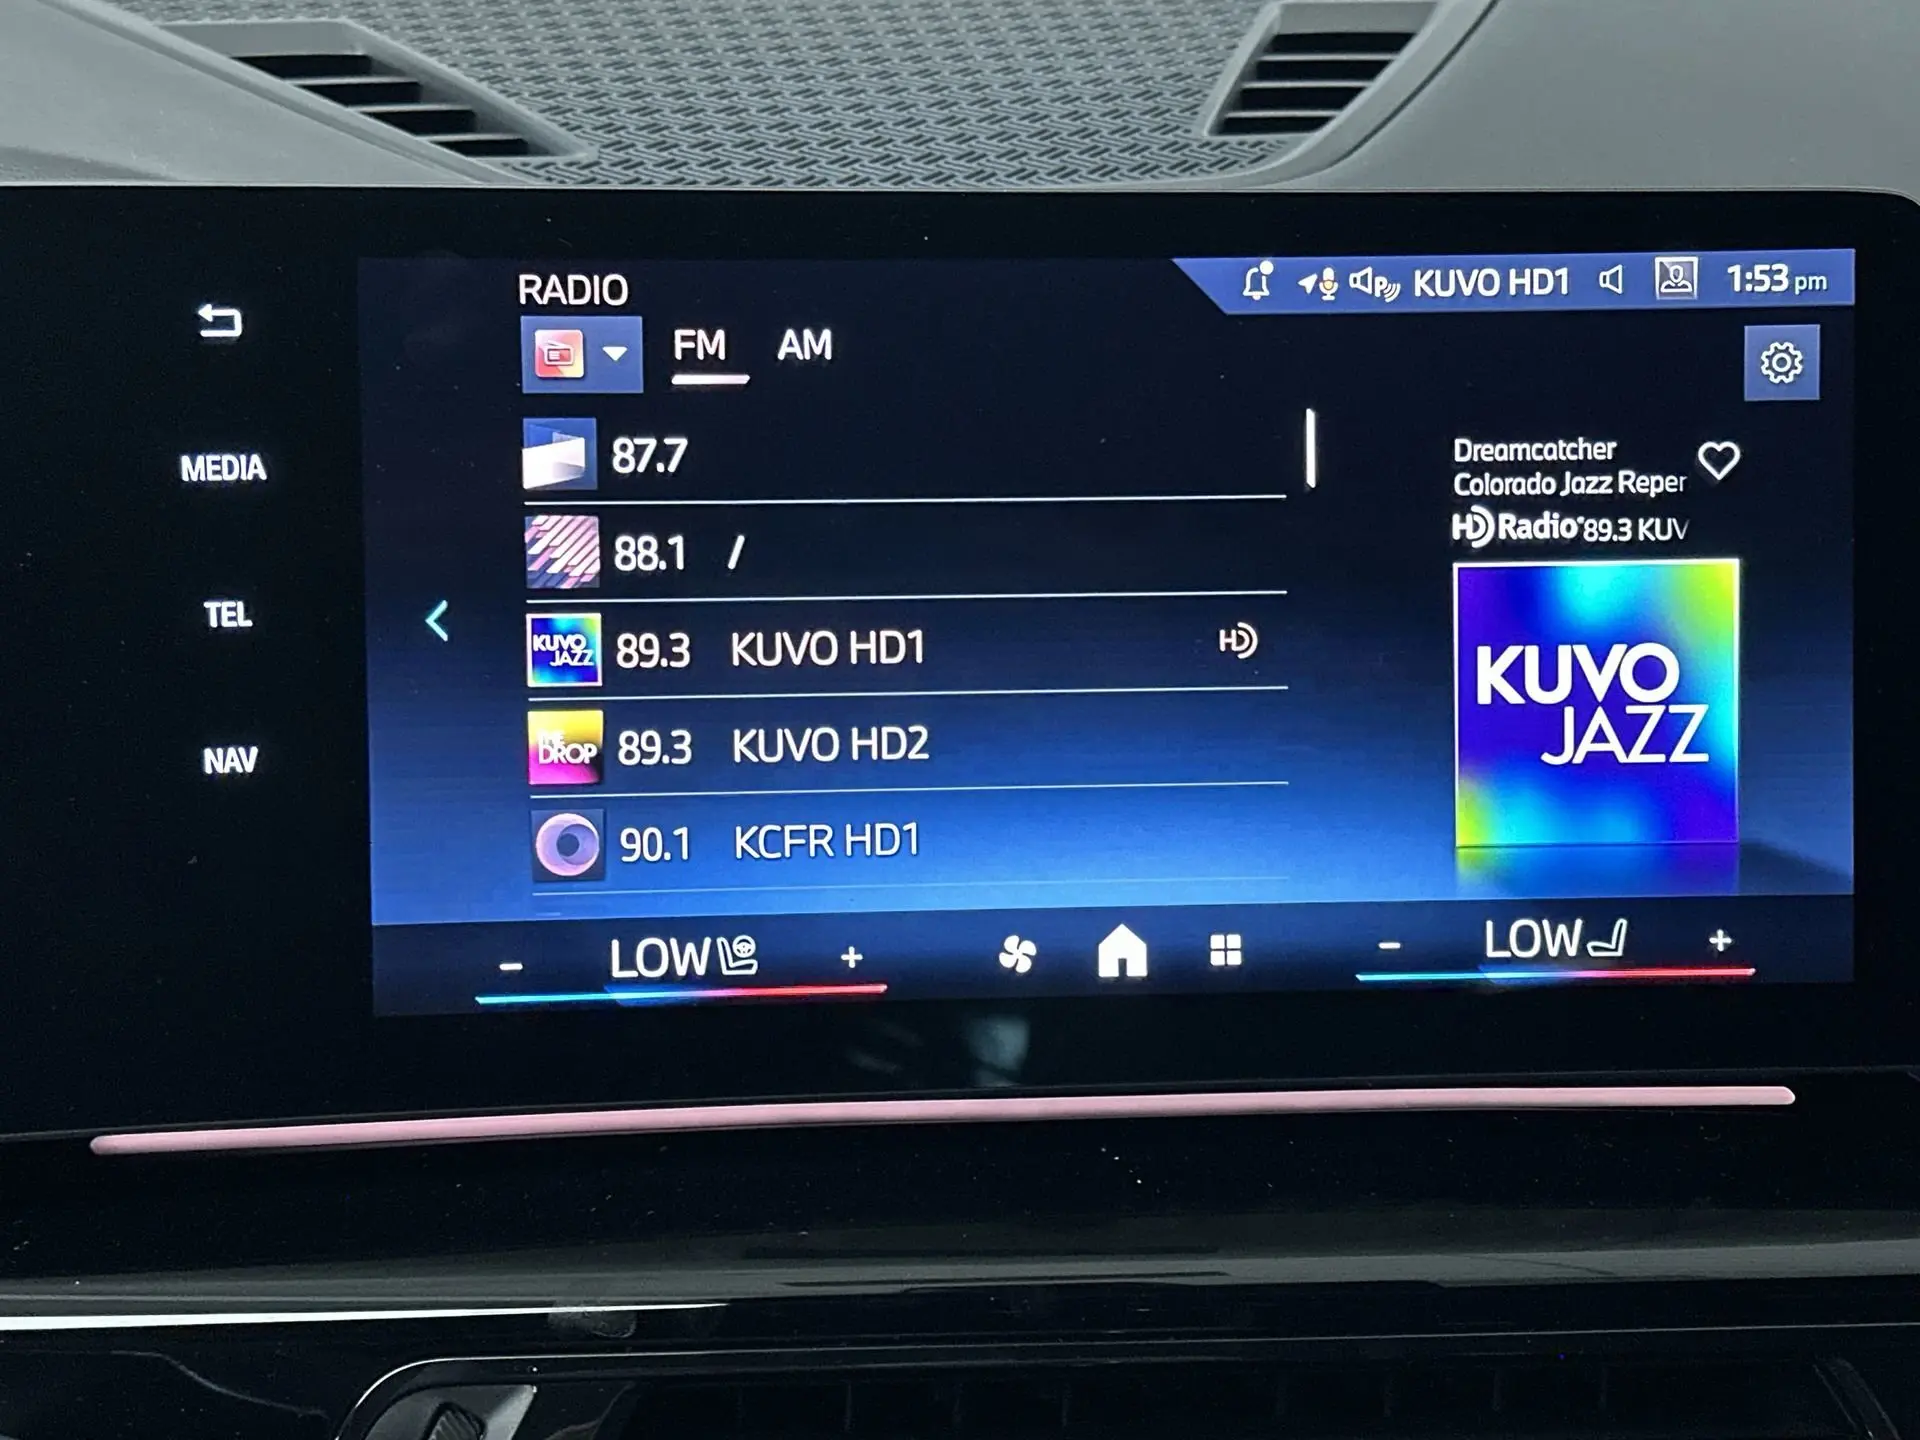 RADIO
KUVO HD1
1:53 pm
FM AM
MEDIA
TEL
NAV
87.7
88.1 /
KUVO JAZZ 89.3 KUVO HD1 HD
THE DROP 89.3 KUVO HD2
90.1 KCFR HD1
Dreamcatcher
Colorado Jazz Reper
HD Radio 89.3 KUV
KUVO
JAZZ
- LOW +
- LOW +